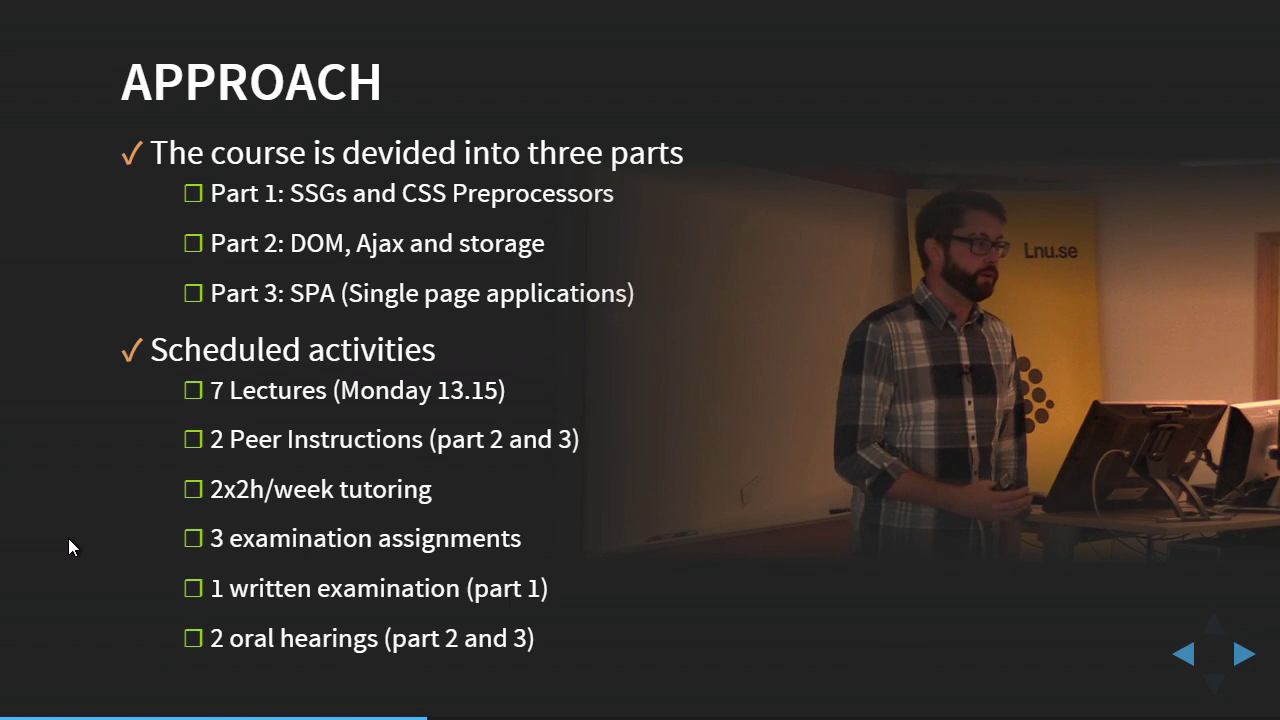 APPROACH
The course is devided into three parts
Part 1: SSGs and CSS Preprocessors
Part 2: DOM, Ajax and storage
Part 3: SPA (Single page applications)
Scheduled activities
7 Lectures (Monday 13.15)
2 Peer Instructions (part 2 and 3)
2x2h/week tutoring
3 examination assignments
1 written examination (part 1)
2 oral hearings (part 2 and 3)
Lnu.se